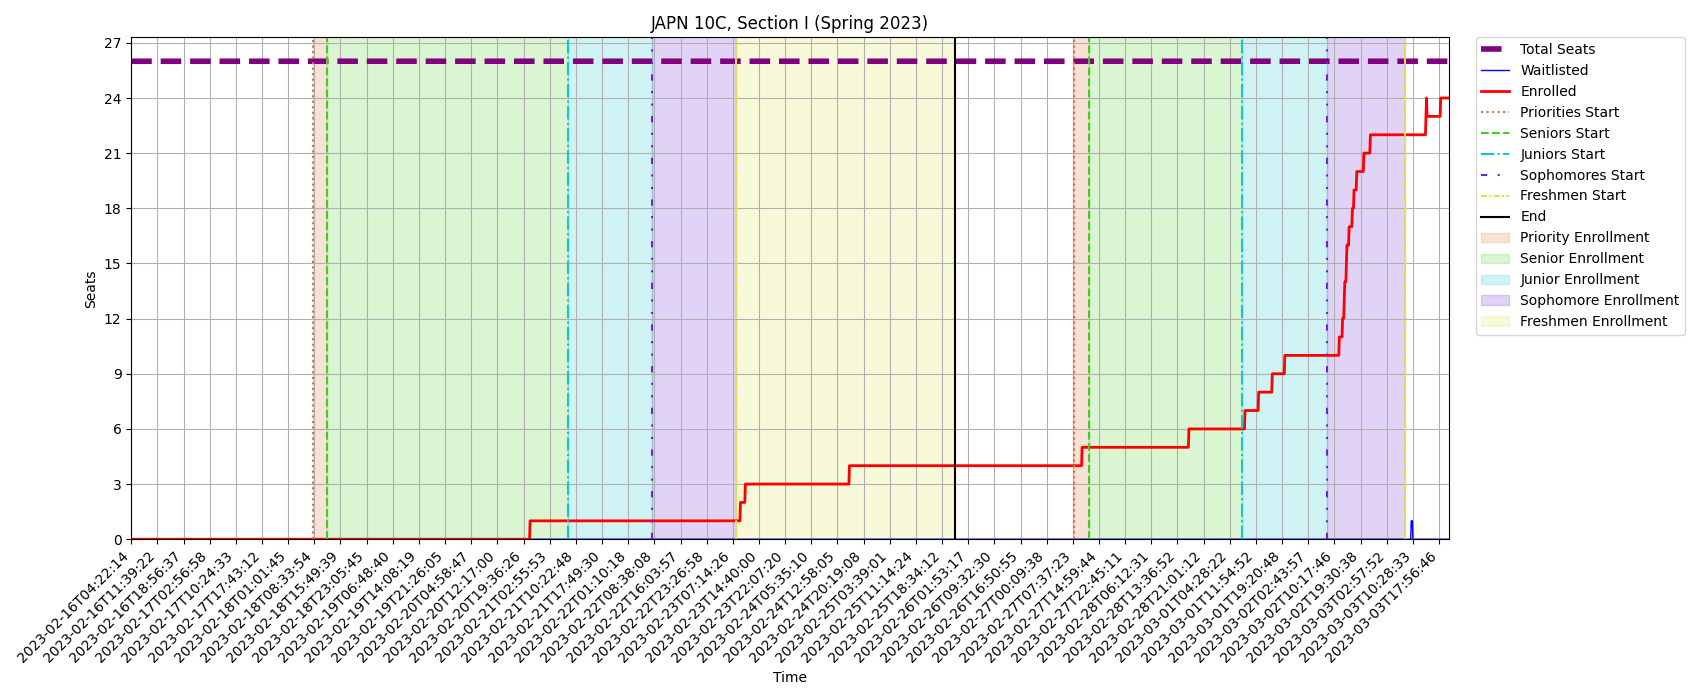 JAPN 10C, Section I (Spring 2023)
Seats
27
24
21
18
15
12
9
6
3
0
2023-02-16T04:22:14
2023-02-16T11:39:22
2023-02-16T18:56:37
2023-02-17T02:56:58
2023-02-17T10:24:33
2023-02-17T17:43:12
2023-02-18T01:01:45
2023-02-18T08:33:54
2023-02-18T15:49:39
2023-02-18T23:05:45
2023-02-19T06:48:40
2023-02-19T14:08:19
2023-02-19T21:26:05
2023-02-20T04:58:47
2023-02-20T12:17:00
2023-02-20T19:36:26
2023-02-21T02:55:53
2023-02-21T10:22:48
2023-02-21T17:49:30
2023-02-22T01:10:18
2023-02-22T08:38:08
2023-02-22T16:03:57
2023-02-22T23:26:58
2023-02-23T07:14:26
2023-02-23T14:40:00
2023-02-23T22:07:20
2023-02-24T05:35:10
2023-02-24T12:58:05
2023-02-24T20:19:08
2023-02-25T03:39:01
2023-02-25T11:14:24
2023-02-25T18:34:12
2023-02-26T01:53:17
2023-02-26T09:32:30
2023-02-26T16:50:55
2023-02-27T00:09:38
2023-02-27T07:37:23
2023-02-27T14:59:44
2023-02-27T22:45:11
2023-02-28T06:12:31
2023-02-28T13:36:52
2023-02-28T21:01:12
2023-03-01T04:28:22
2023-03-01T11:54:52
2023-03-01T19:20:48
2023-03-02T02:43:57
2023-03-02T10:17:46
2023-03-02T19:30:38
2023-03-03T02:57:52
2023-03-03T10:28:33
2023-03-03T17:56:46
Time
Total Seats
Waitlisted
Enrolled
Priorities Start
Seniors Start
Juniors Start
Sophomores Start
Freshmen Start
End
Priority Enrollment
Senior Enrollment
Junior Enrollment
Sophomore Enrollment
Freshmen Enrollment